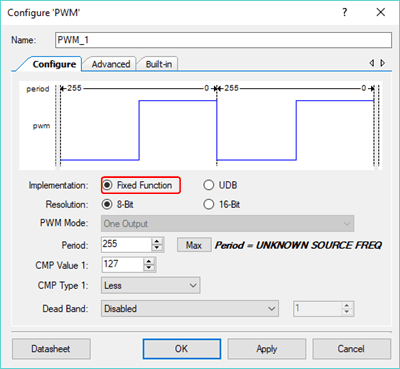 Configure 'PWM' ? ×
Name: PWM_1
Configure Advanced Built-in
period 255 0 255 0
pwm
Implementation: Fixed Function UDB
Resolution: 8-Bit 16-Bit
PWM Mode: One Output
Period: 255 Max Period = UNKNOWN SOURCE FREQ
CMP Value 1: 127
CMP Type 1: Less
Dead Band: Disabled 1
Datasheet OK Apply Cancel